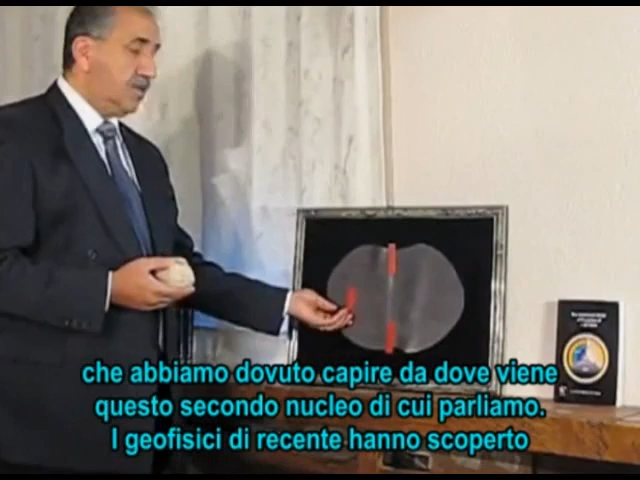 che abbiamo dovuto capire da dove viene
questo secondo nucleo di cui parliamo.
I geofisici di recente hanno scoperto